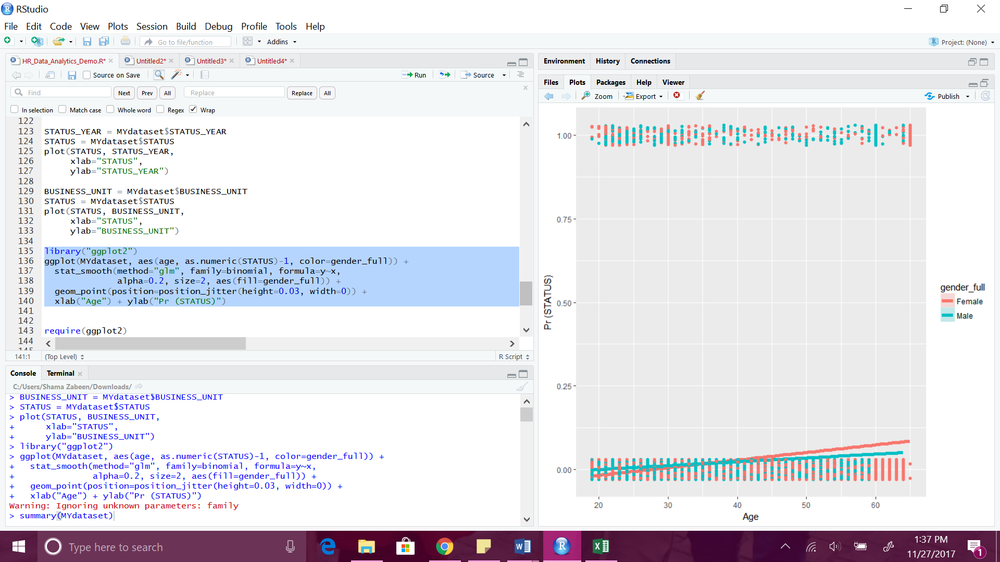 RStudio
File Edit Code View Plots Session Build Debug Profile Tools Help
Go to file/function Addins Project: (None)
HR_Data_Analytics_Demo.R* Untitled2* Untitled3* Untitled4*
Source on Save Run Source
Find Next Prev All Replace Replace All
In selection Match case Whole word Regex Wrap
122
123 STATUS_YEAR = MYdataset$STATUS_YEAR
124 STATUS = MYdataset$STATUS
125 plot(STATUS, STATUS_YEAR,
126 xlab="STATUS",
127 ylab="STATUS_YEAR")
128
129 BUSINESS_UNIT = MYdataset$BUSINESS_UNIT
130 STATUS = MYdataset$STATUS
131 plot(STATUS, BUSINESS_UNIT,
132 xlab="STATUS",
133 ylab="BUSINESS_UNIT")
134
135 library("ggplot2")
136 ggplot(MYdataset, aes(age, as.numeric(STATUS)-1, color=gender_full)) +
137 stat_smooth(method="glm", family=binomial, formula=y~x,
138 alpha=0.2, size=2, aes(fill=gender_full)) +
139 geom_point(position=position_jitter(height=0.03, width=0)) +
140 xlab("Age") + ylab("Pr (STATUS)")
141
142
143 require(ggplot2)
144
141:1 (Top Level) R Script
Console Terminal
C:/Users/Shama Zabeen/Downloads/
> BUSINESS_UNIT = MYdataset$BUSINESS_UNIT
> STATUS = MYdataset$STATUS
> plot(STATUS, BUSINESS_UNIT,
+ xlab="STATUS",
+ ylab="BUSINESS_UNIT")
> library("ggplot2")
> ggplot(MYdataset, aes(age, as.numeric(STATUS)-1, color=gender_full)) +
+ stat_smooth(method="glm", family=binomial, formula=y~x,
+ alpha=0.2, size=2, aes(fill=gender_full)) +
+ geom_point(position=position_jitter(height=0.03, width=0)) +
+ xlab("Age") + ylab("Pr (STATUS)")
Warning: Ignoring unknown parameters: family
> summary(MYdataset)
Environment History Connections
Files Plots Packages Help Viewer
Zoom Export Publish
1.00
0.75
0.50
0.25
0.00
Pr (STATUS)
20 30 40 50 60
Age
gender_full
Female
Male
Type here to search
1:37 PM
11/27/2017
1